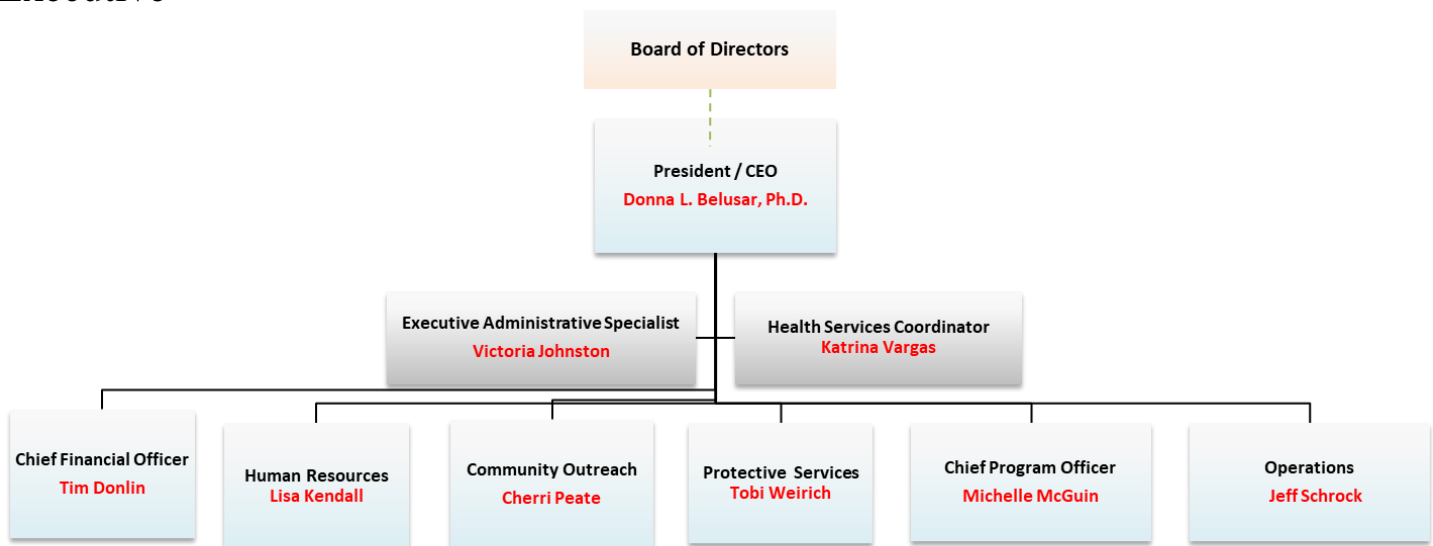 Executive
Board of Directors
President / CEO
Donna L. Belusar, Ph.D.
Executive Administrative Specialist
Victoria Johnston
Health Services Coordinator
Katrina Vargas
Chief Financial Officer
Tim Donlin
Human Resources
Lisa Kendall
Community Outreach
Cherri Peate
Protective Services
Tobi Weirich
Chief Program Officer
Michelle McGuin
Operations
Jeff Schrock